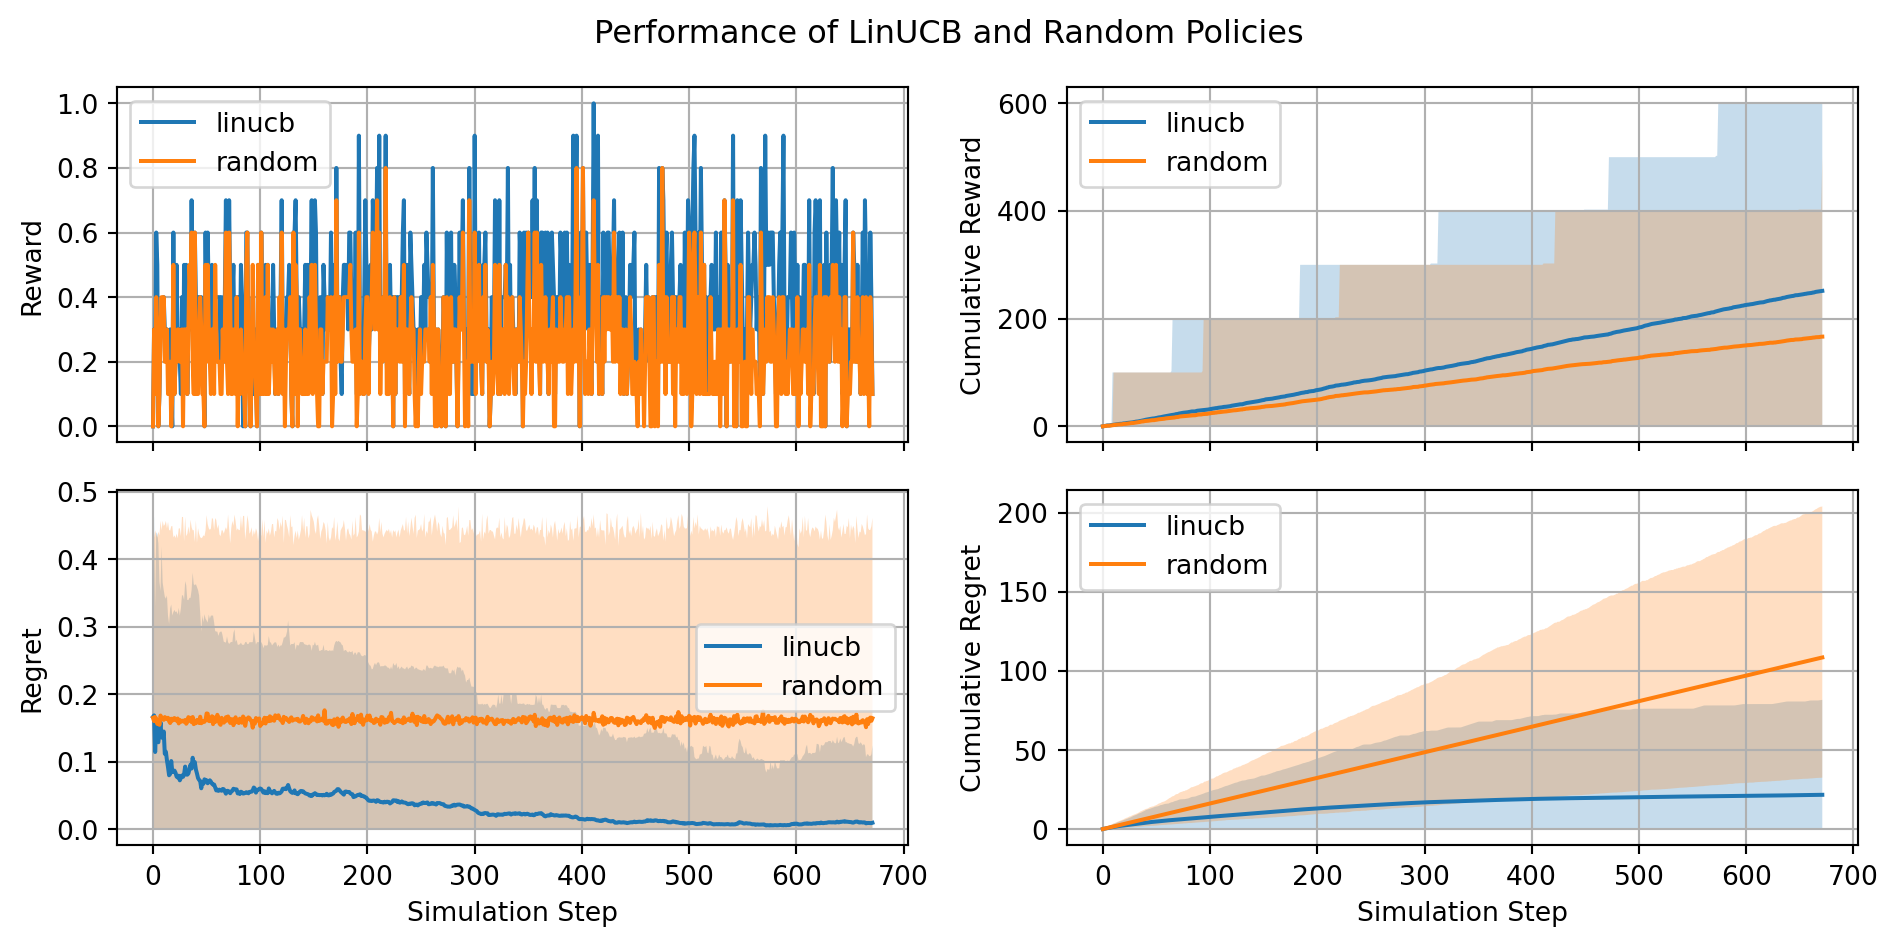 Performance of LinUCB and Random Policies
1.0
0.8
0.6
0.4
0.2
0.0
Reward
linucb
random
600
400
200
0
Cumulative Reward
linucb
random
0.5
0.4
0.3
0.2
0.1
0.0
Regret
linucb
random
0 100 200 300 400 500 600 700
Simulation Step
200
150
100
50
0
Cumulative Regret
linucb
random
0 100 200 300 400 500 600 700
Simulation Step